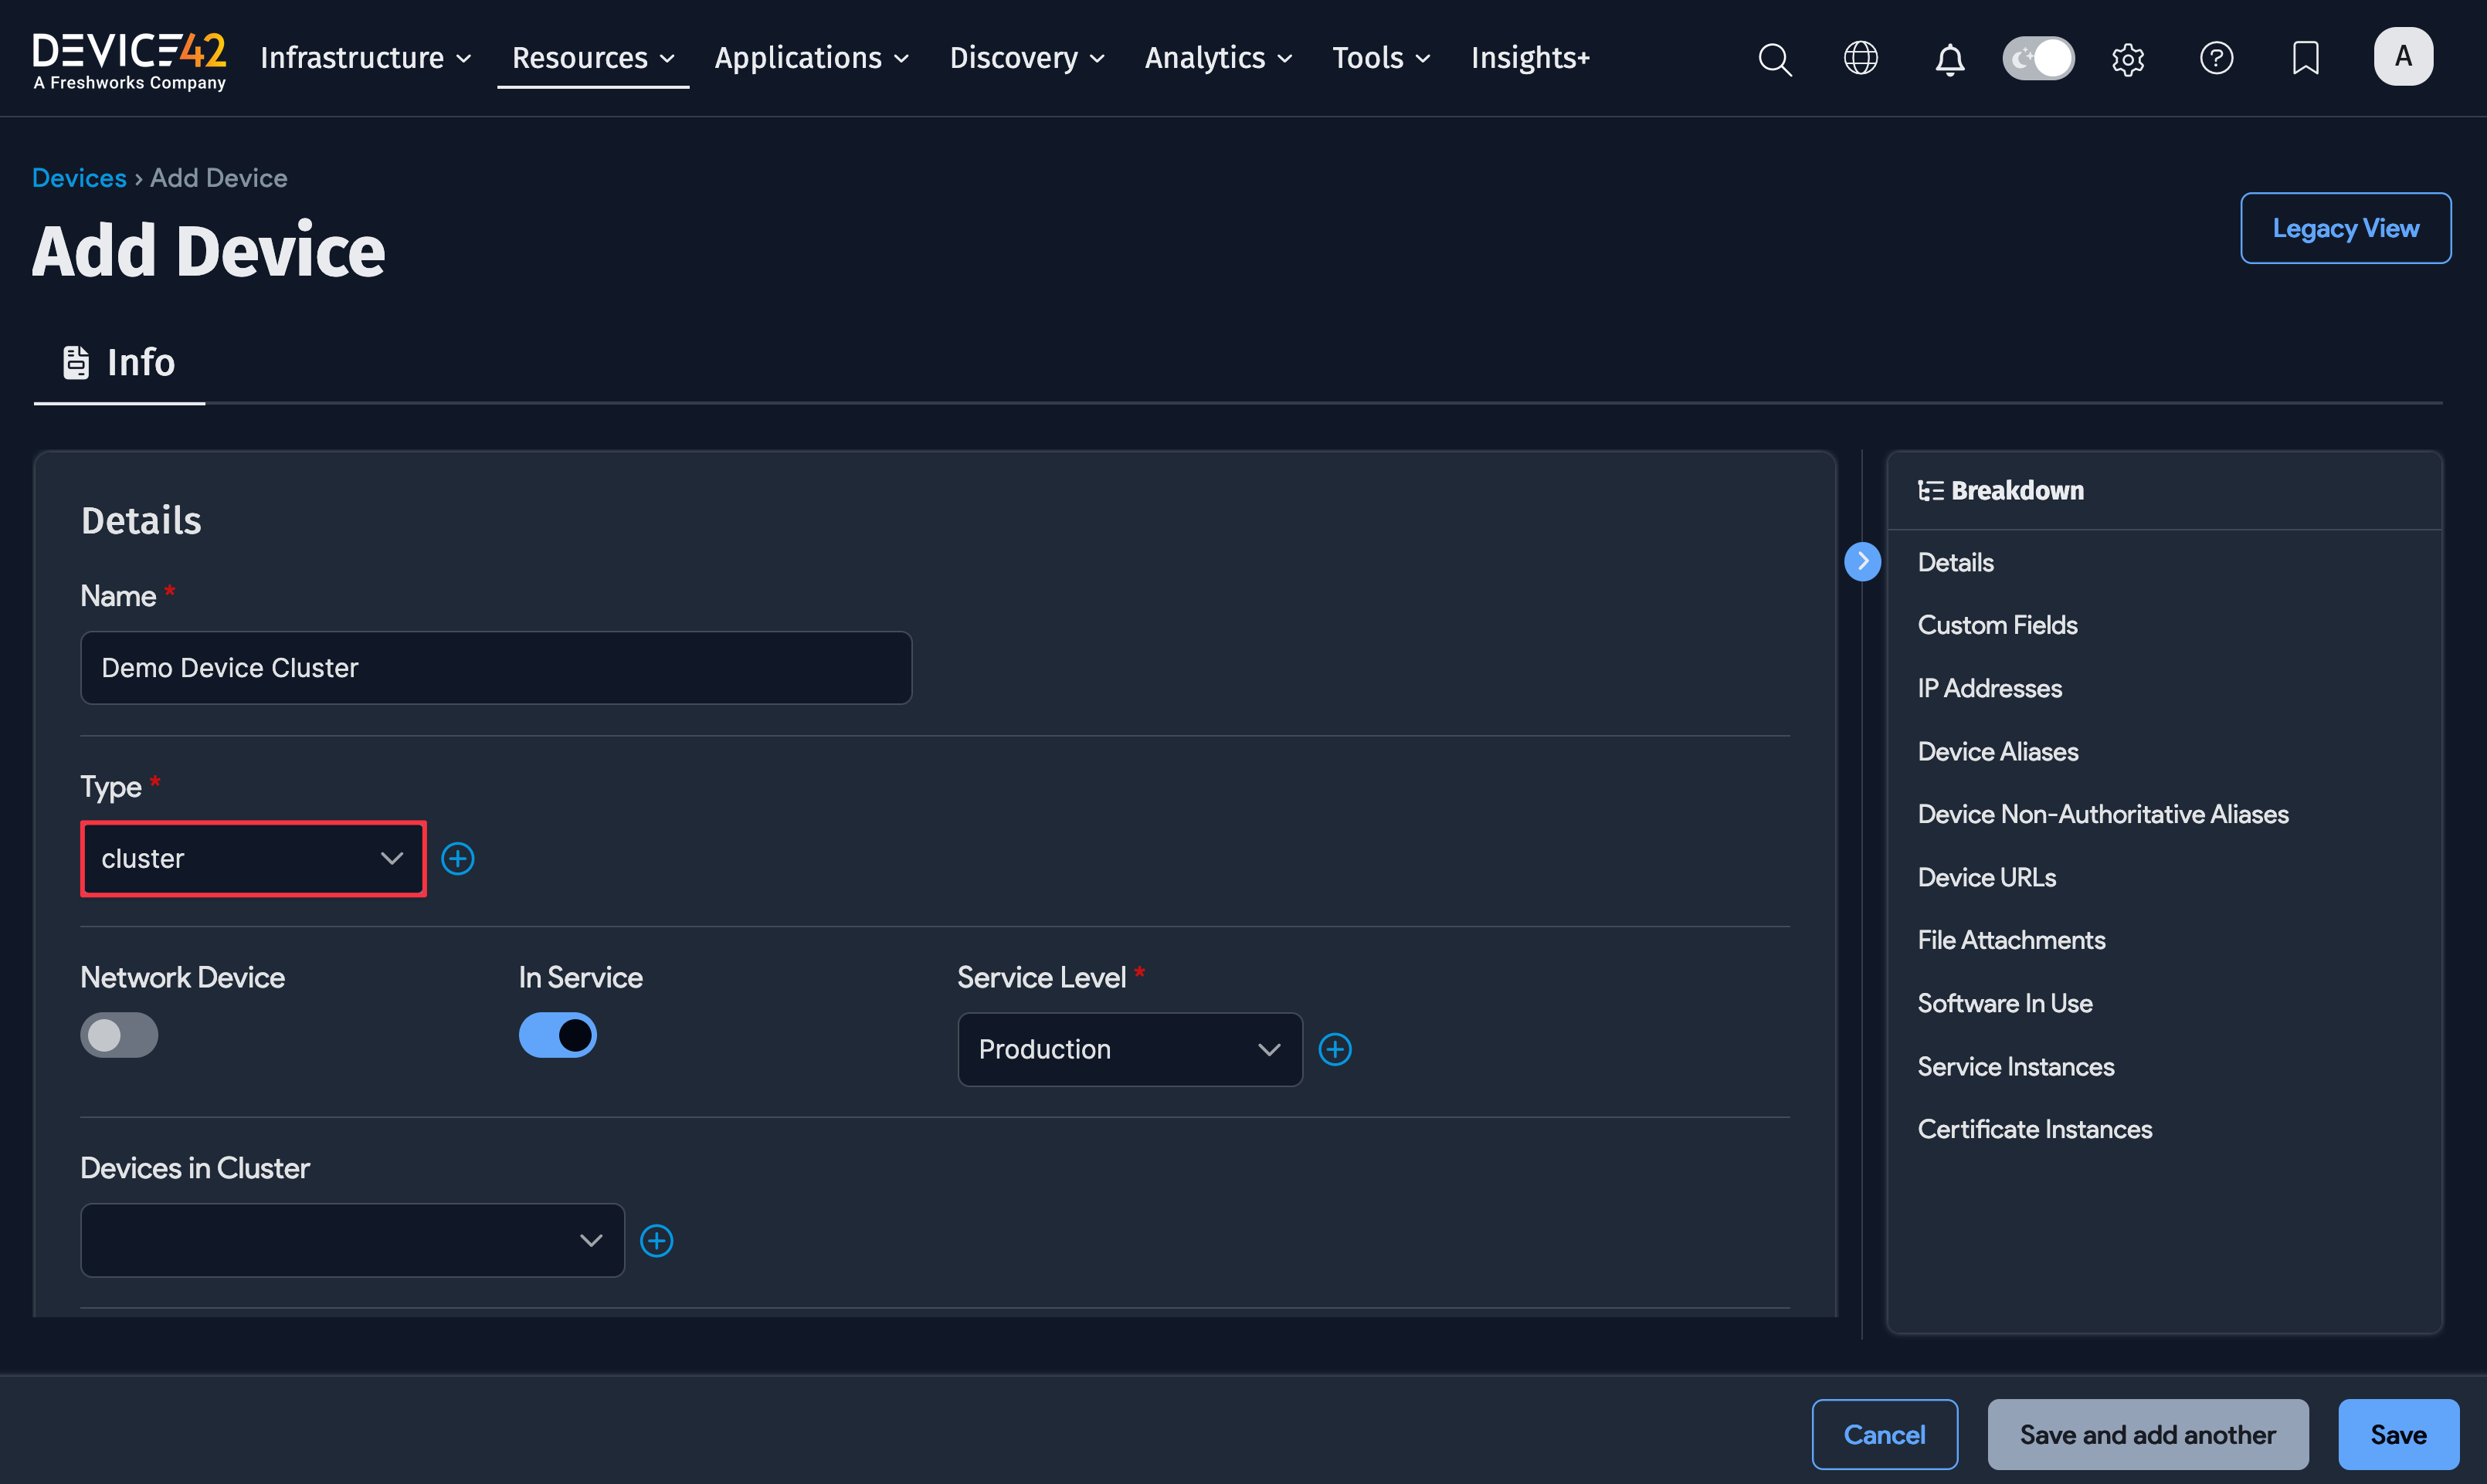 DEVICE42
A Freshworks Company
Infrastructure Resources Applications Discovery Analytics Tools Insights+
A
Devices › Add Device
Add Device
Legacy View
Info
Details
Name *
Demo Device Cluster
Type *
cluster
Network Device In Service Service Level *
Production
Devices in Cluster
Breakdown
Details
Custom Fields
IP Addresses
Device Aliases
Device Non-Authoritative Aliases
Device URLs
File Attachments
Software In Use
Service Instances
Certificate Instances
Cancel Save and add another Save